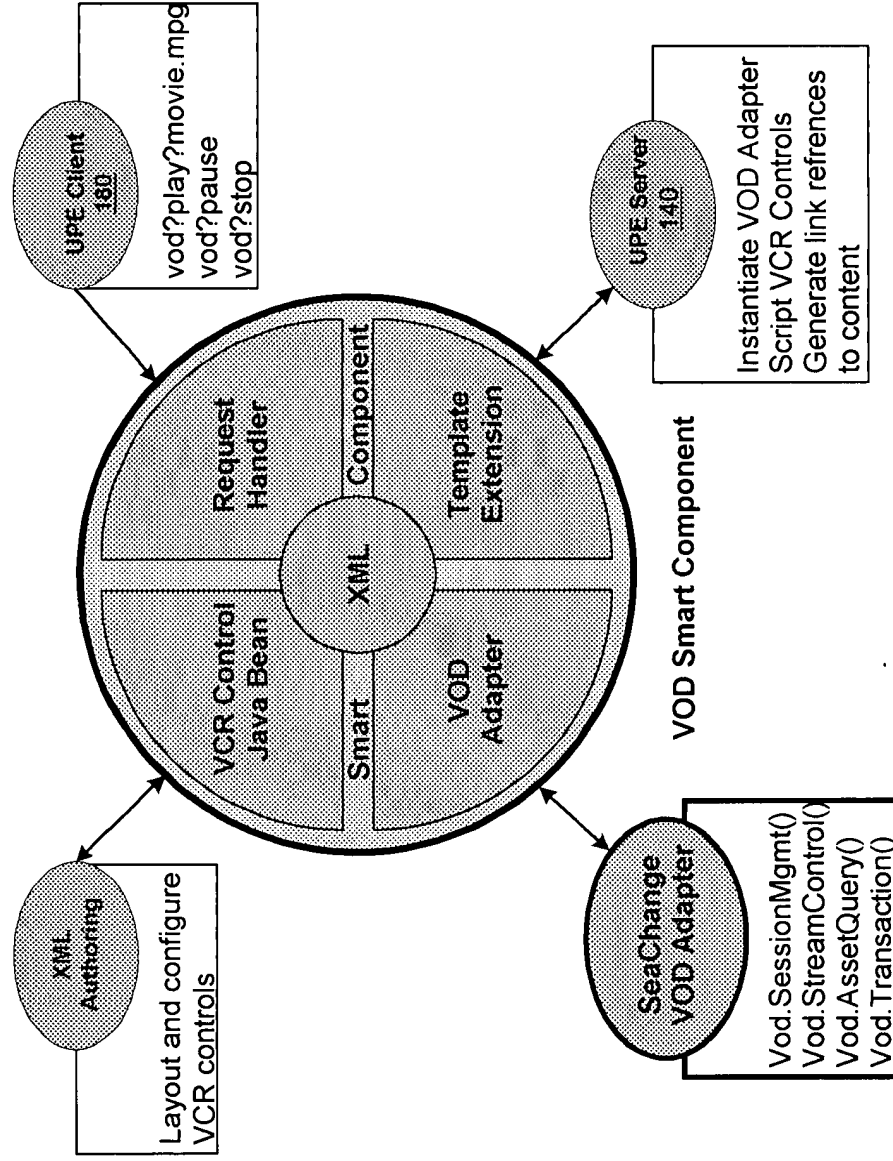 XML
Authoring
Layout and configure
VCR controls
UPE Client
180
vod?play?movie.mpg
vod?pause
vod?stop
VCR Control
Java Bean
Request
Handler
Smart
XML
Component
VOD
Adapter
Template
Extension
SeaChange
VOD Adapter
Vod.SessionMgmt()
Vod.StreamControl()
Vod.AssetQuery()
Vod.Transaction()
UPE Server
140
Instantiate VOD Adapter
Script VCR Controls
Generate link refrences
to content
VOD Smart Component